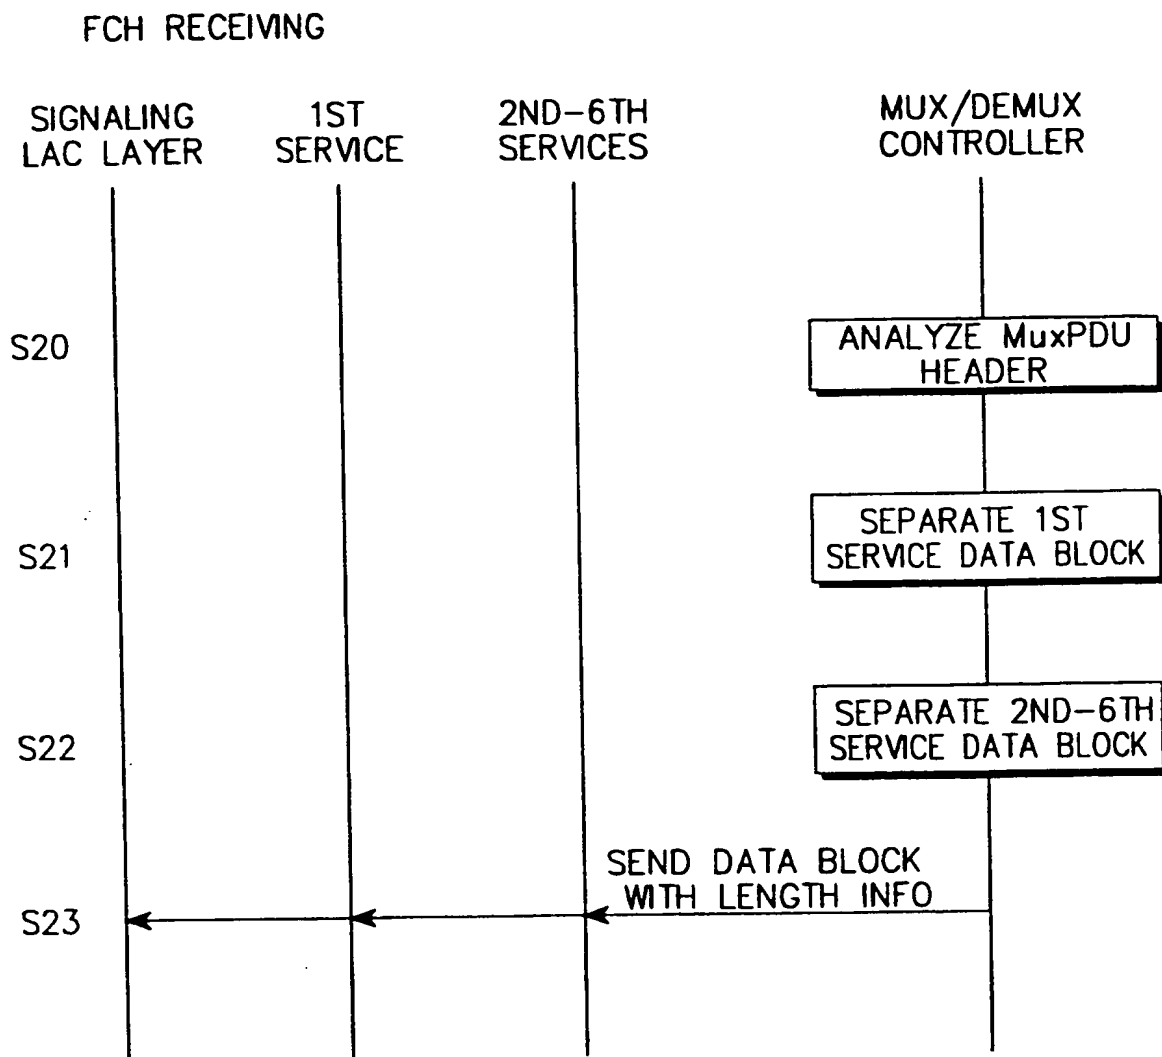 FCH RECEIVING
SIGNALING
LAC LAYER
1ST
SERVICE
2ND-6TH
SERVICES
MUX/DEMUX
CONTROLLER
S20
ANALYZE MuxPDU
HEADER
S21
SEPARATE 1ST
SERVICE DATA BLOCK
S22
SEPARATE 2ND-6TH
SERVICE DATA BLOCK
S23
SEND DATA BLOCK
WITH LENGTH INFO